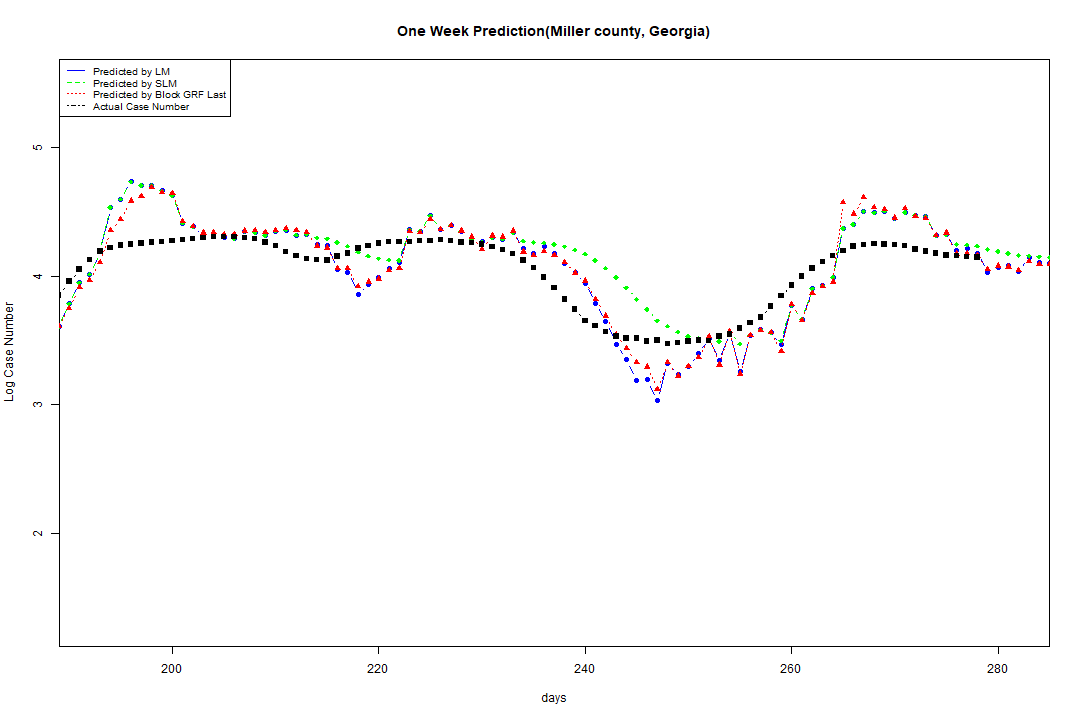 One Week Prediction(Miller county, Georgia)
Predicted by LM
Predicted by SLM
Predicted by Block GRF Last
Actual Case Number
5
4
3
2
Log Case Number
200 220 240 260 280
days